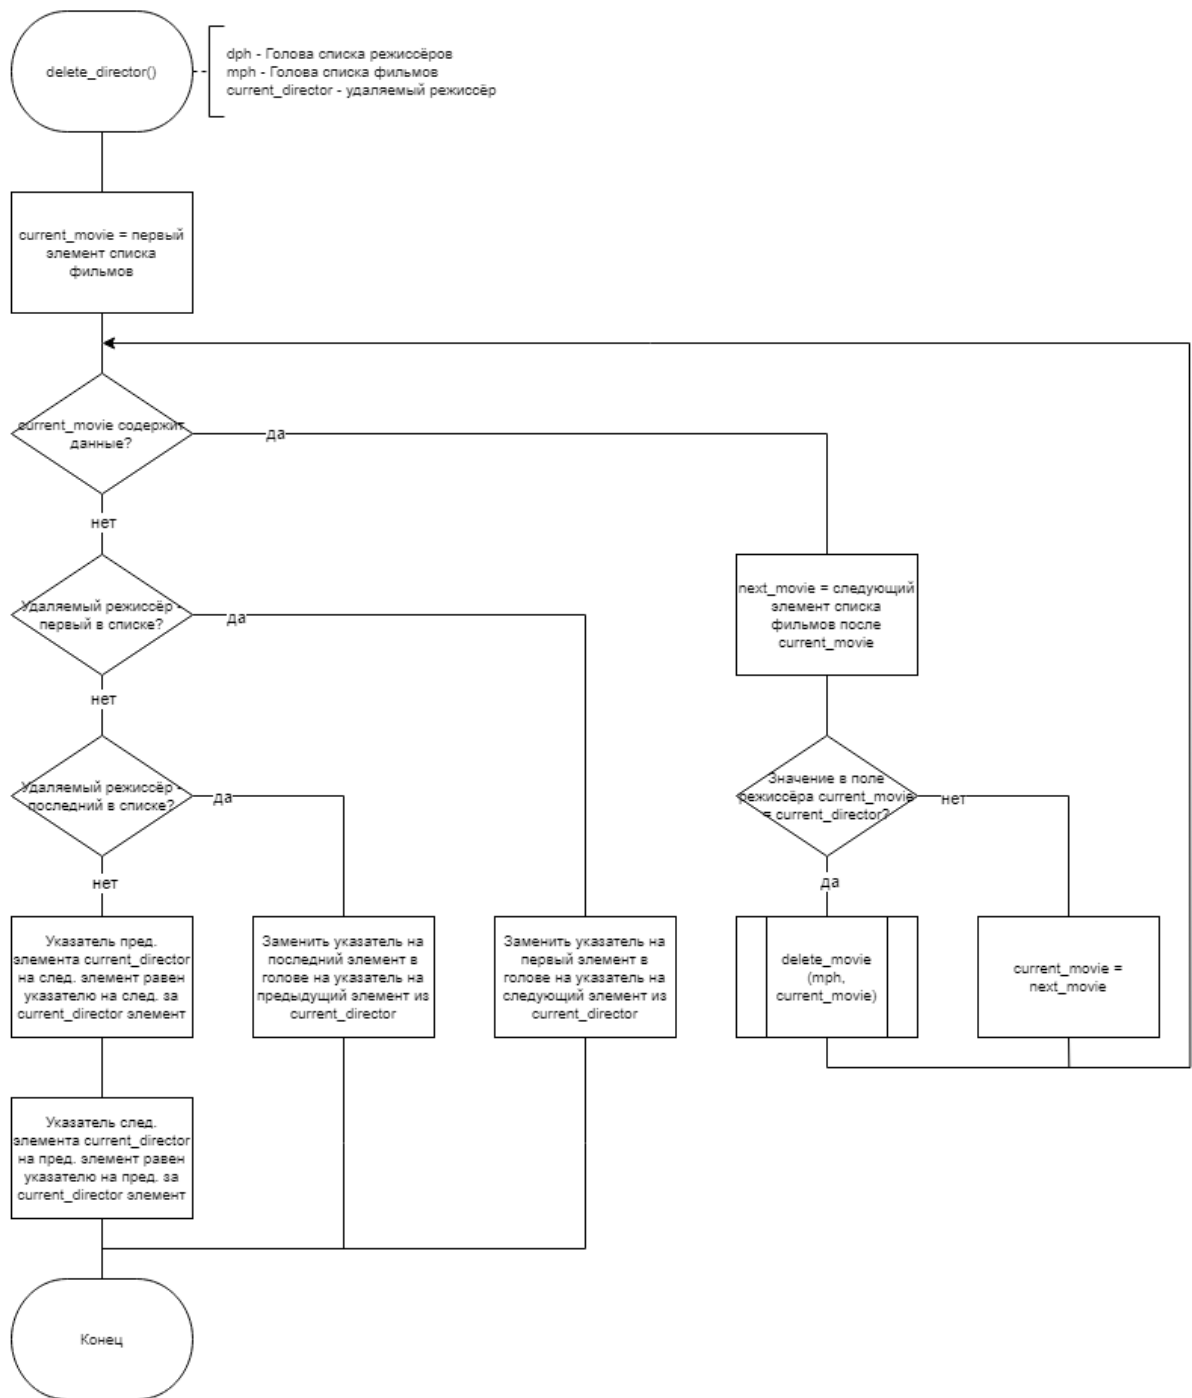 delete_director()
dph - Голова списка режиссёров
mph - Голова списка фильмов
current_director - удаляемый режиссёр
current_movie = первый
элемент списка
фильмов
current_movie содержит
данные?
да
нет
Удаляемый режиссёр -
первый в списке?
да
нет
Удаляемый режиссёр -
последний в списке?
да
нет
next_movie = следующий
элемент списка
фильмов после
current_movie
Значение в поле
режиссёра current_movie
= current_director?
нет
да
Указатель пред.
элемента current_director
на след. элемент равен
указателю на след. за
current_director элемент
Заменить указатель на
последний элемент в
голове на указатель на
предыдущий элемент из
current_director
Заменить указатель на
первый элемент в
голове на указатель на
следующий элемент из
current_director
delete_movie
(mph,
current_movie)
current_movie =
next_movie
Указатель след.
элемента current_director
на пред. элемент равен
указателю на пред. за
current_director элемент
Конец